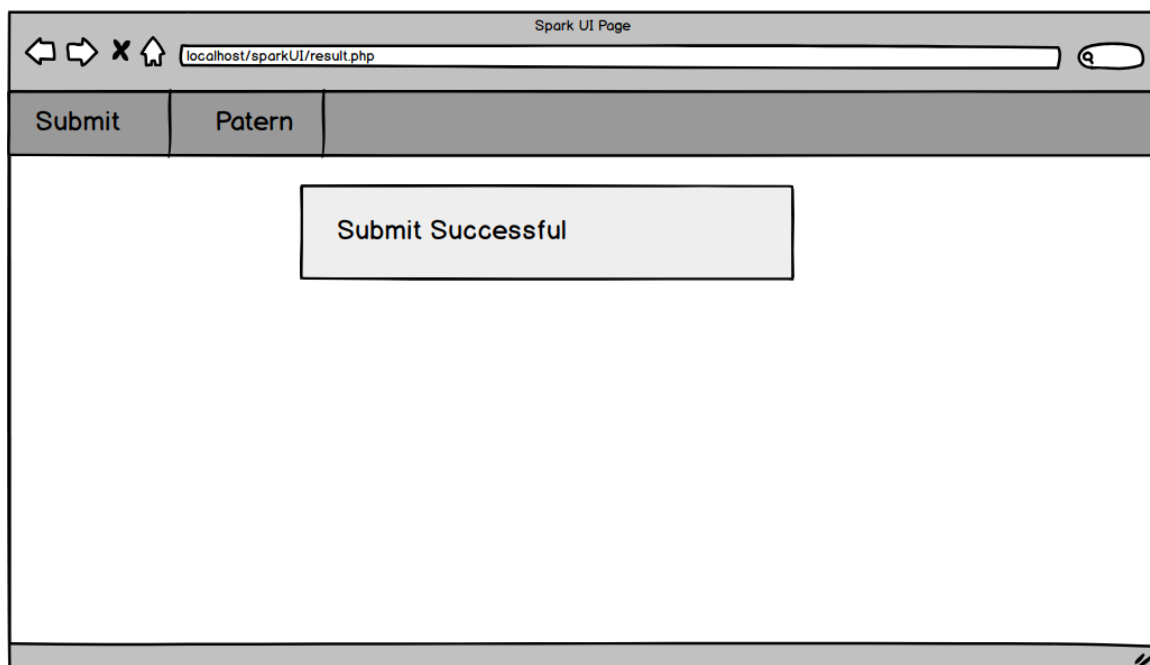 Spark UI Page
localhost/sparkUI/result.php
Submit
Patern
Submit Successful